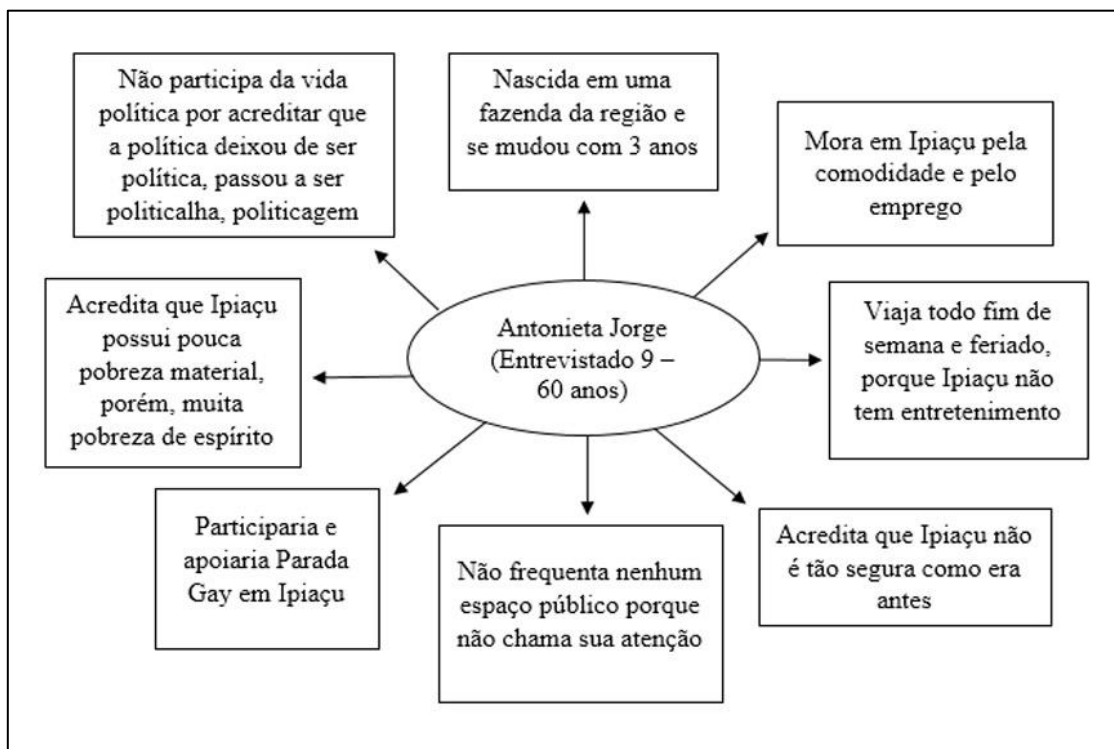 Não participa da vida
política por acreditar que
a política deixou de ser
política, passou a ser
politicalha, politicagem
Nascida em uma
fazenda da região e
se mudou com 3 anos
Mora em Ipiaçu pela
comodidade e pelo
emprego
Acredita que Ipiaçu
possui pouca
pobreza material,
porém, muita
pobreza de espírito
Antonieta Jorge
(Entrevistado 9 –
60 anos)
Viaja todo fim de
semana e feriado,
porque Ipiaçu não
tem entretenimento
Participaria e
apoiaria Parada
Gay em Ipiaçu
Não frequenta nenhum
espaço público porque
não chama sua atenção
Acredita que Ipiaçu não
é tão segura como era
antes